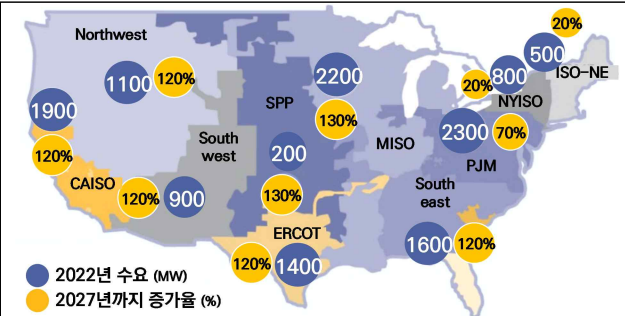 20%
Northwest
500
ISO-NE
1100
120%
2200
20%
800
NYISO
1900
SPP
130%
2300
70%
120%
South
west
200
MISO
PJM
CAISO
120%
900
130%
South
east
ERCOT
1600
120%
120%
1400
2022년 수요 (MW)
2027년까지 증가율 (%)